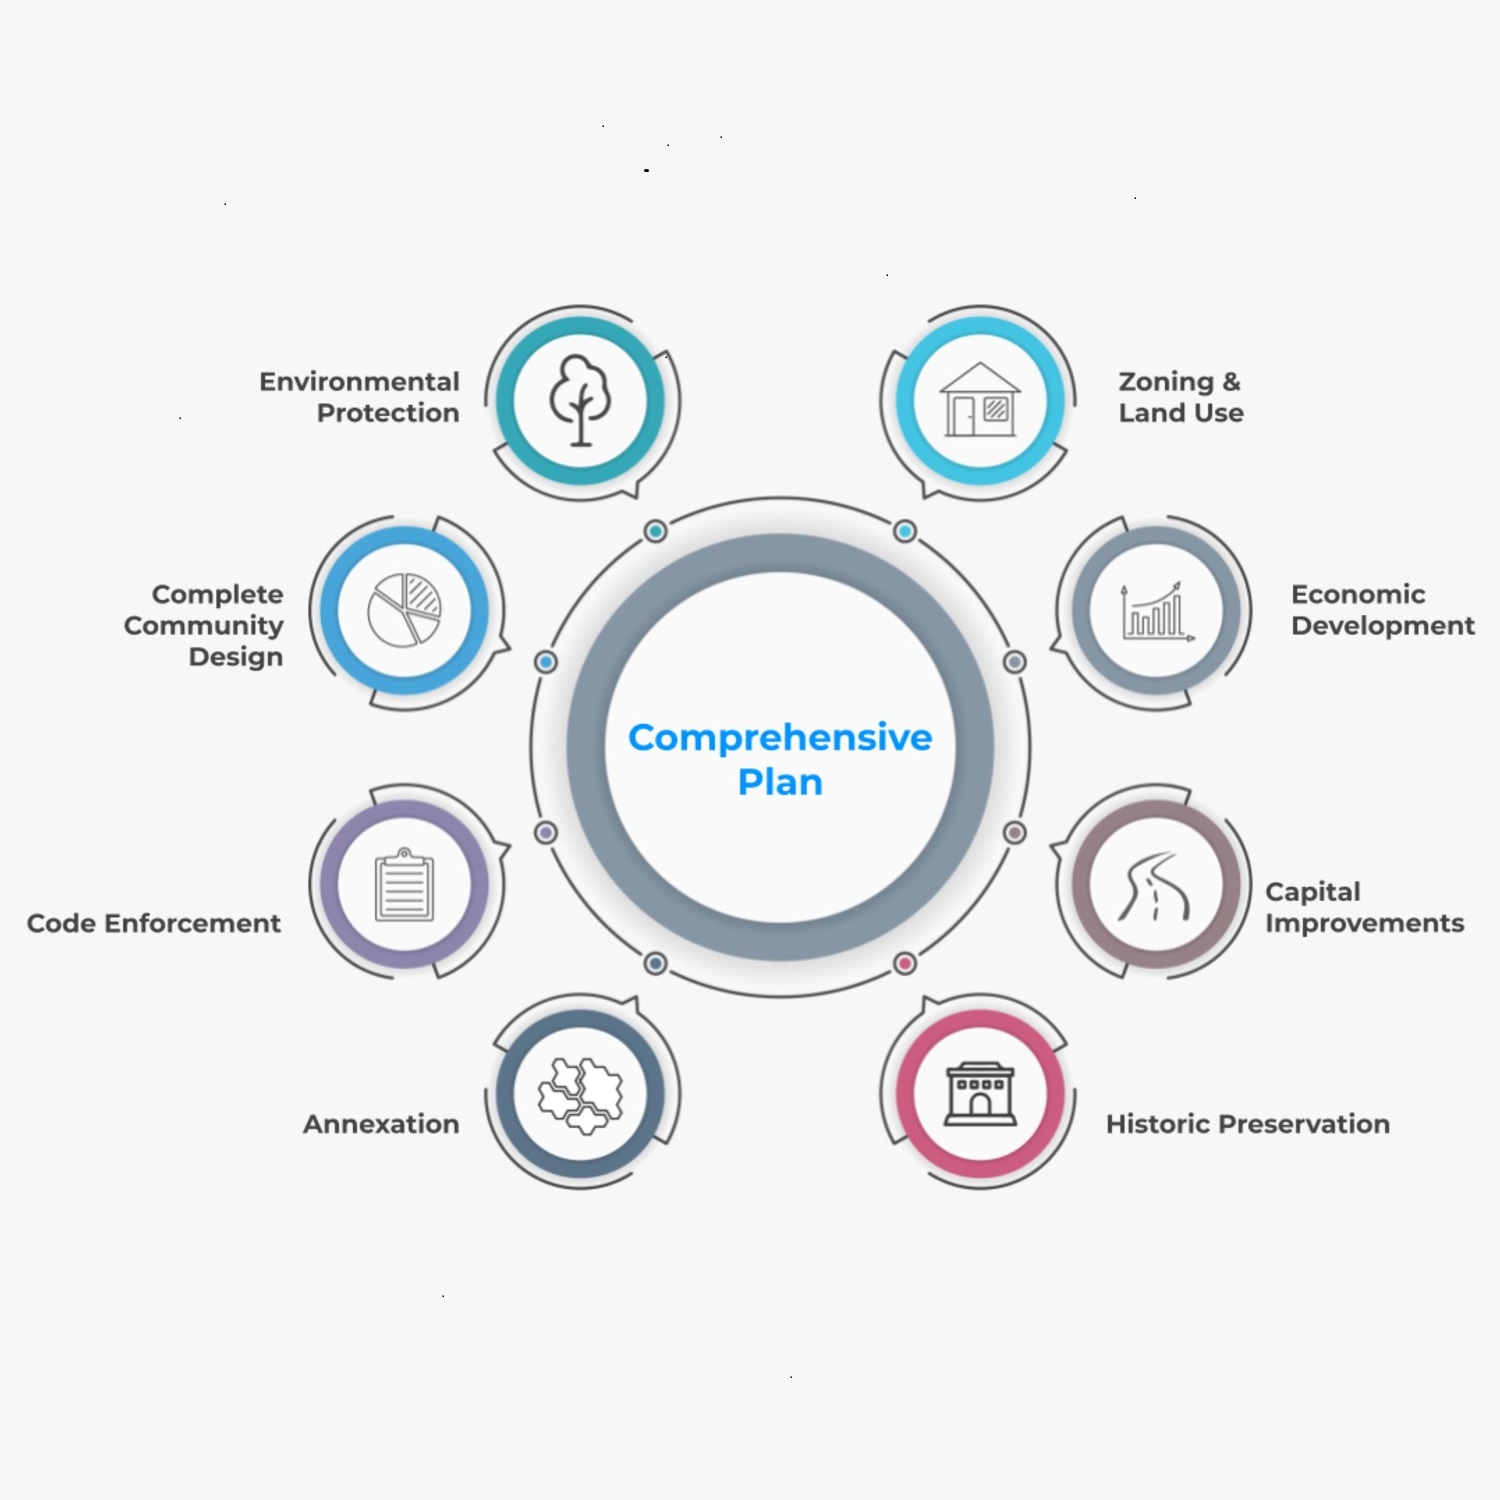 Environmental
Protection
Zoning &
Land Use
Complete
Community
Design
Economic
Development
Comprehensive
Plan
Code Enforcement
Capital
Improvements
Annexation
Historic Preservation